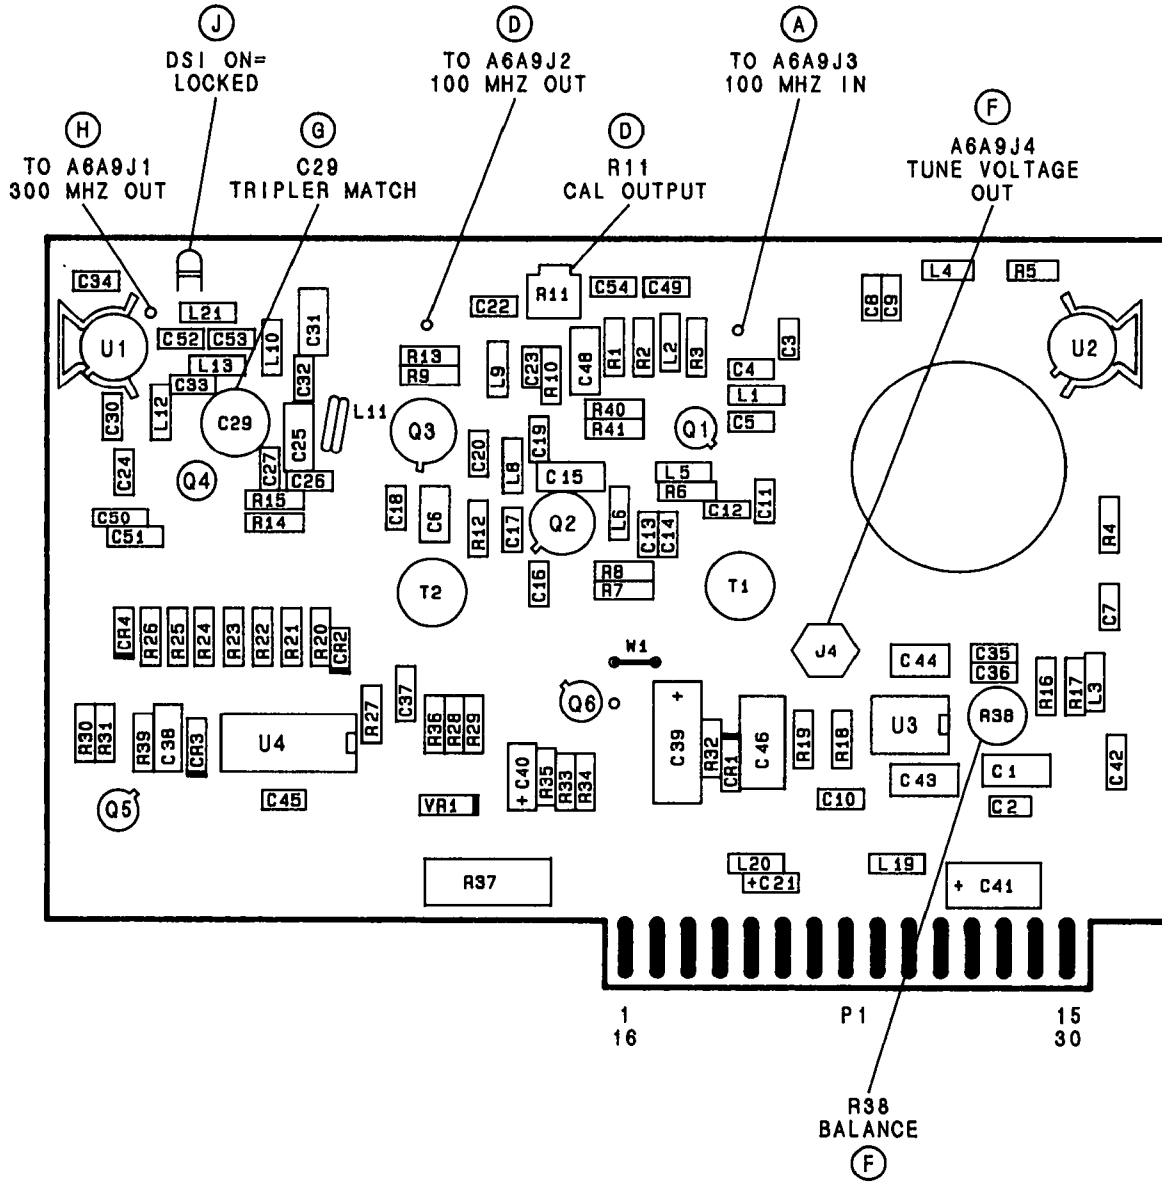 J
DSI ON=
LOCKED
D
TO A6A9J2
100 MHZ OUT
A
TO A6A9J3
100 MHZ IN
F
A6A9J4
TUNE VOLTAGE
OUT
H
TO A6A9J1
300 MHZ OUT
G
C29
TRIPLER MATCH
D
R11
CAL OUTPUT
C34
L21
C52
C53
L10
C31
L13
C33
C32
U1
C30
L12
C29
C25
L11
C24
Q4
C27
C26
R15
R14
C50
C51
C22
R11
C54
C49
R13
R9
L9
C23
R10
C48
R1
R2
L2
R3
C3
C4
L1
C5
Q3
C20
L8
C19
R40
R41
Q1
C15
L5
R6
C12
C11
C18
C6
R12
C17
Q2
L6
C13
C14
T2
C16
R8
R7
T1
C8
C9
L4
R5
U2
R4
C7
CR4
R26
R25
R24
R23
R22
R21
R20
CR2
W1
J4
C44
C35
C36
R16
R17
L3
R30
R31
R39
C38
CR3
U4
R27
C37
R36
R28
R29
Q6
+
C39
R32
CR1
C46
R19
R18
U3
R38
Q5
C45
VR1
+ C40
R35
R33
R34
C10
C43
C1
C2
C42
R37
L20
+C21
L19
+ C41
1
P1
15
16
30
R38
BALANCE
F